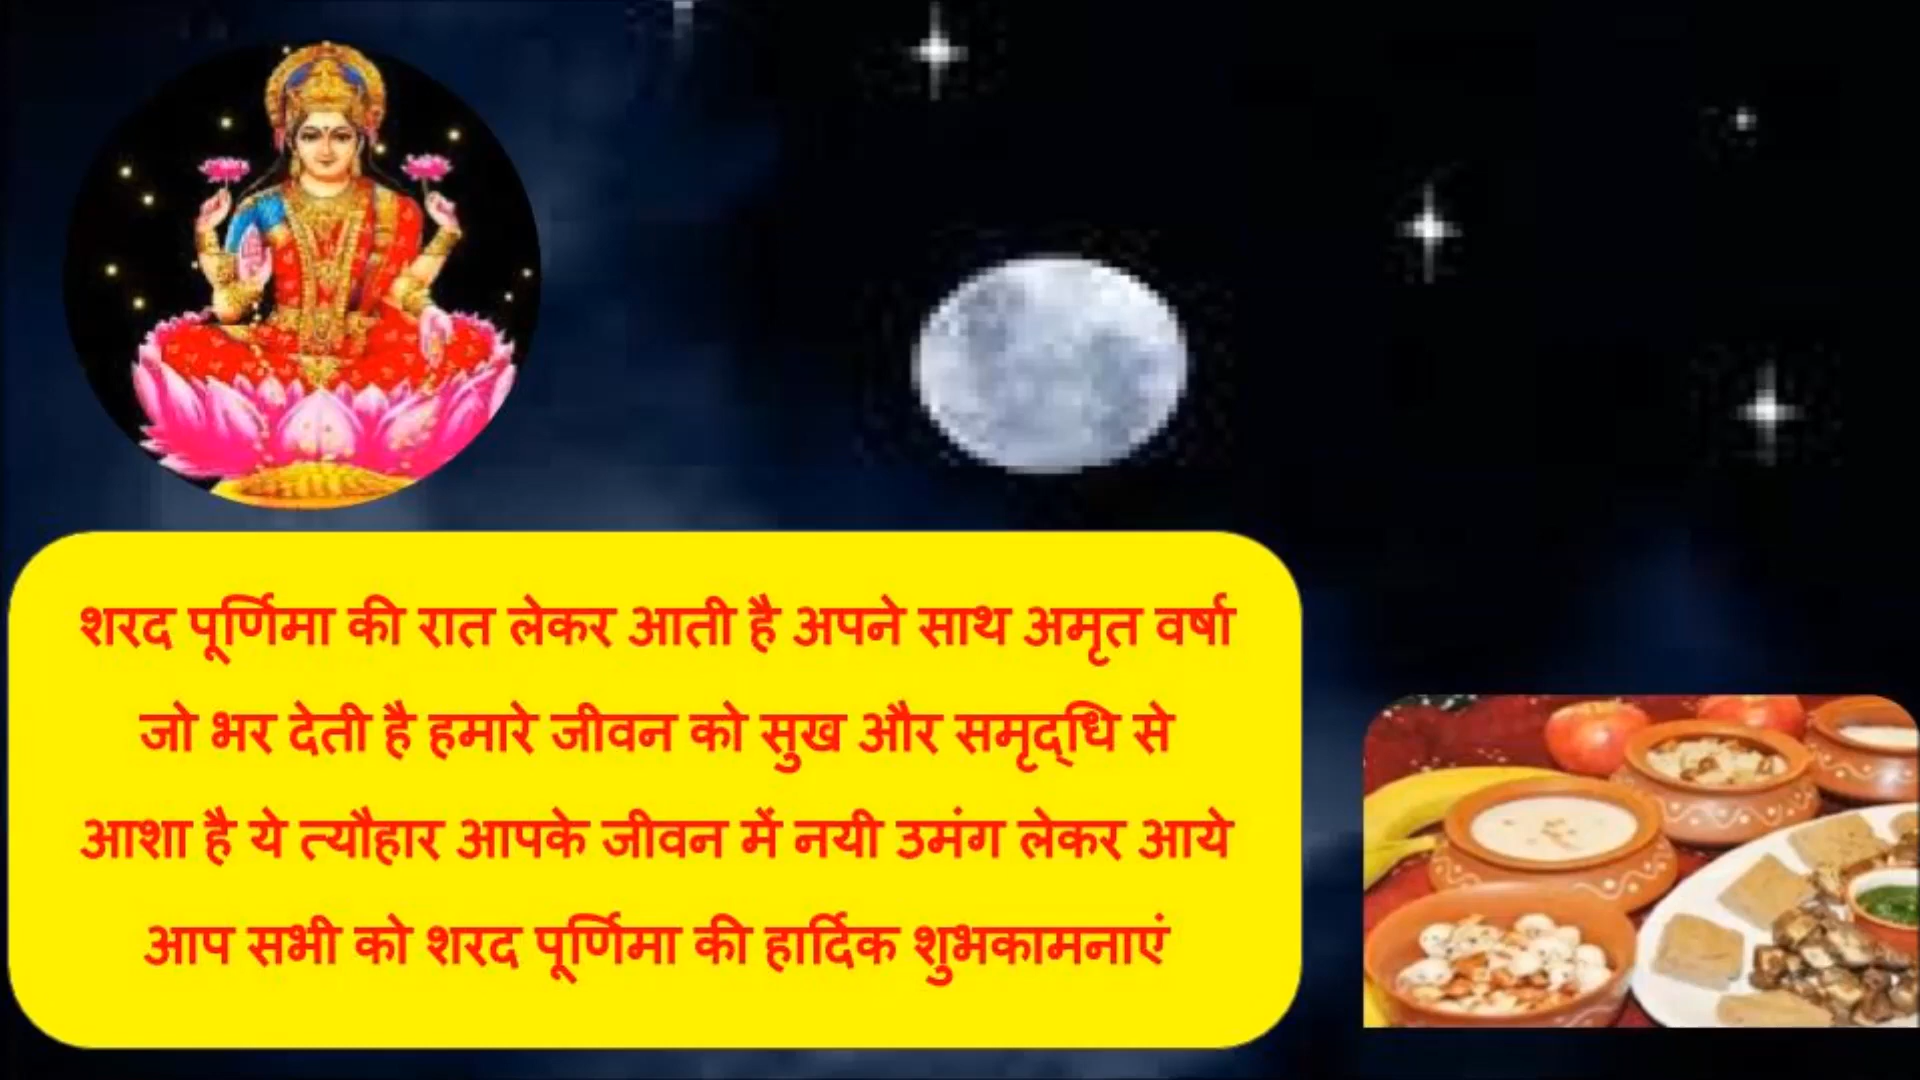 शरद पूर्णिमा की रात लेकर आती है अपने साथ अमृत वर्षा
जो भर देती है हमारे जीवन को सुख और समृद्धि से
आशा है ये त्यौहार आपके जीवन में नयी उमंग लेकर आये
आप सभी को शरद पूर्णिमा की हार्दिक शुभकामनाएं